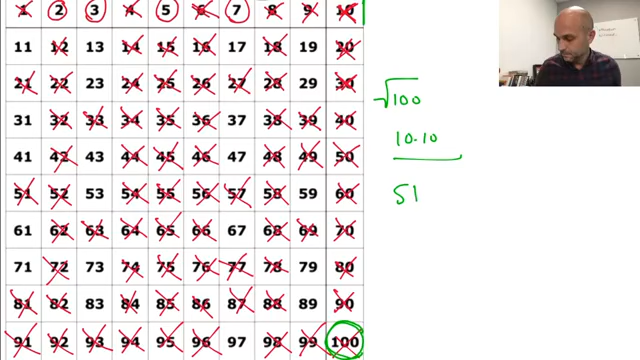 1 2 3 4 5 6 7 8 9 10
11 12 13 14 15 16 17 18 19 20
21 22 23 24 25 26 27 28 29 30
31 32 33 34 35 36 37 38 39 40
√100
10·10
41 42 43 44 45 46 47 48 49 50
51 52 53 54 55 56 57 58 59 60
51
61 62 63 64 65 66 67 68 69 70
71 72 73 74 75 76 77 78 79 80
81 82 83 84 85 86 87 88 89 90
91 92 93 94 95 96 97 98 99 100